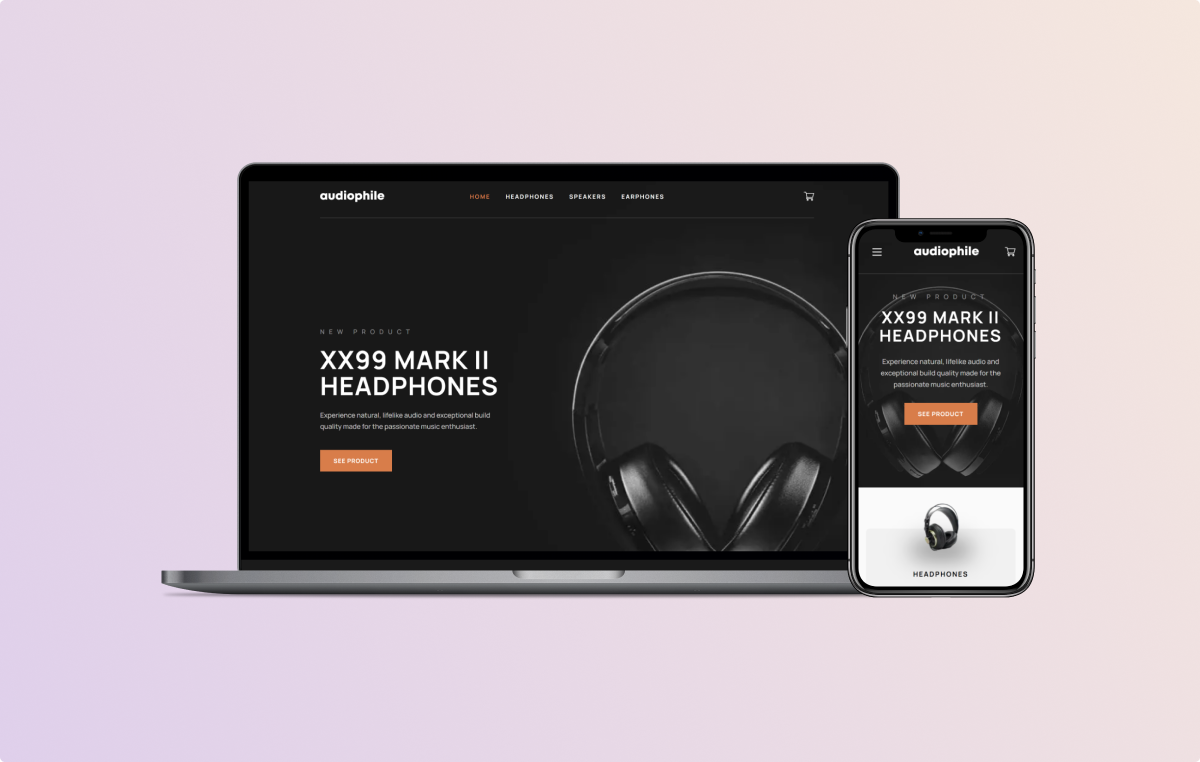 audiophile
HOME HEADPHONES SPEAKERS EARPHONES
NEW PRODUCT
XX99 MARK II
HEADPHONES
Experience natural, lifelike audio and exceptional build
quality made for the passionate music enthusiast.
SEE PRODUCT
audiophile
NEW PRODUCT
XX99 MARK II
HEADPHONES
Experience natural, lifelike audio and
exceptional build quality made for the
passionate music enthusiast.
SEE PRODUCT
HEADPHONES